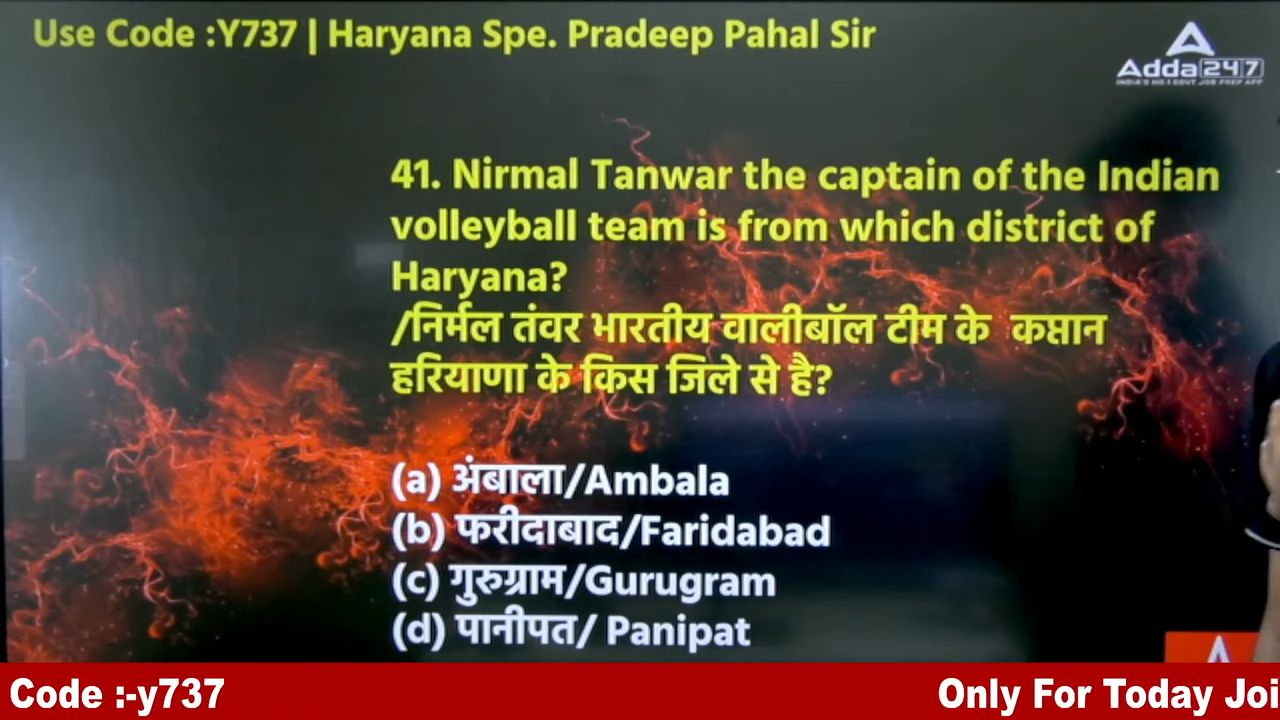 Use Code :Y737 | Haryana Spe. Pradeep Pahal Sir
Adda247
INDIA'S NO.1 GOVT JOB PREP APP
41. Nirmal Tanwar the captain of the Indian
volleyball team is from which district of
Haryana?
/निर्मल तंवर भारतीय वालीबॉल टीम के कप्तान
हरियाणा के किस जिले से है?
(a) अंबाला/Ambala
(b) फरीदाबाद/Faridabad
(c) गुरुग्राम/Gurugram
(d) पानीपत/ Panipat
Code :-y737
Only For Today Joi